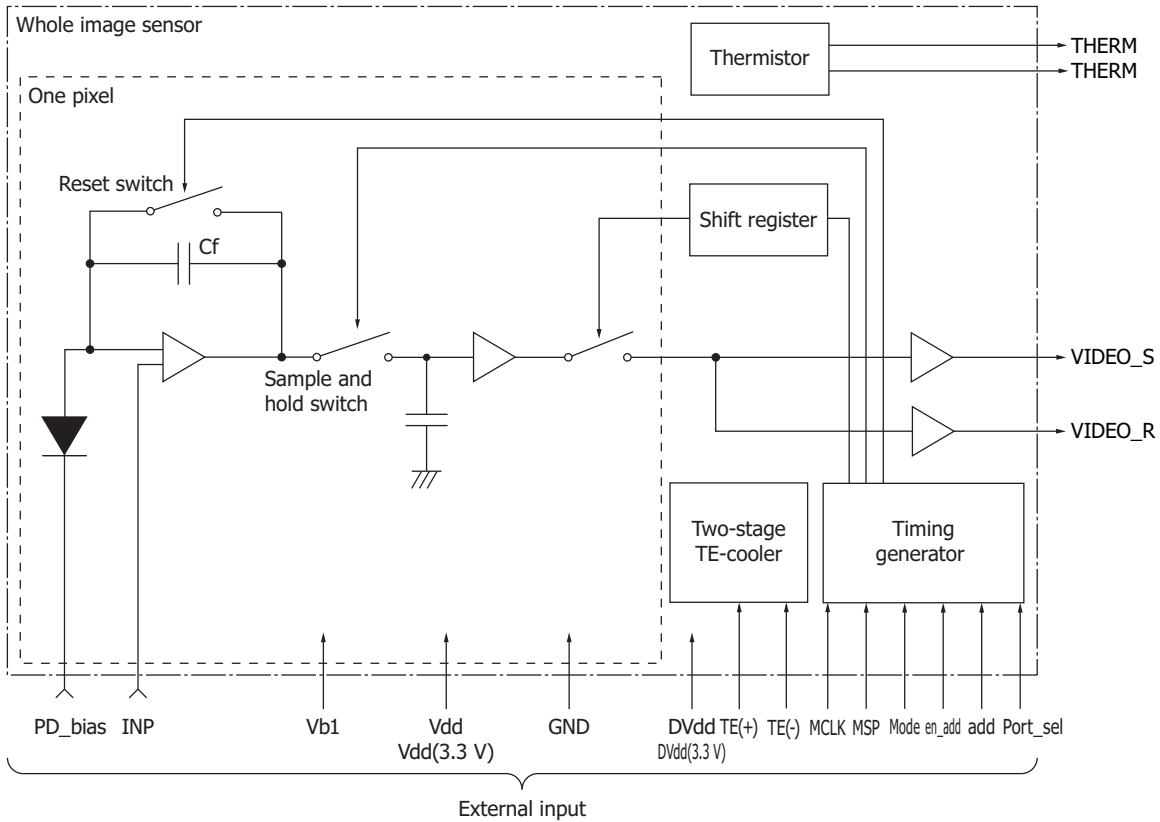 Whole image sensor
Thermistor
THERM
THERM
One pixel
Reset switch
Cf
Shift register
Sample and
hold switch
VIDEO_S
VIDEO_R
Two-stage
TE-cooler
Timing
generator
PD_bias INP Vb1 Vdd GND DVdd TE(+) TE(-) MCLK MSP Mode en_add add Port_sel
Vdd(3.3 V) DVdd(3.3 V)
External input